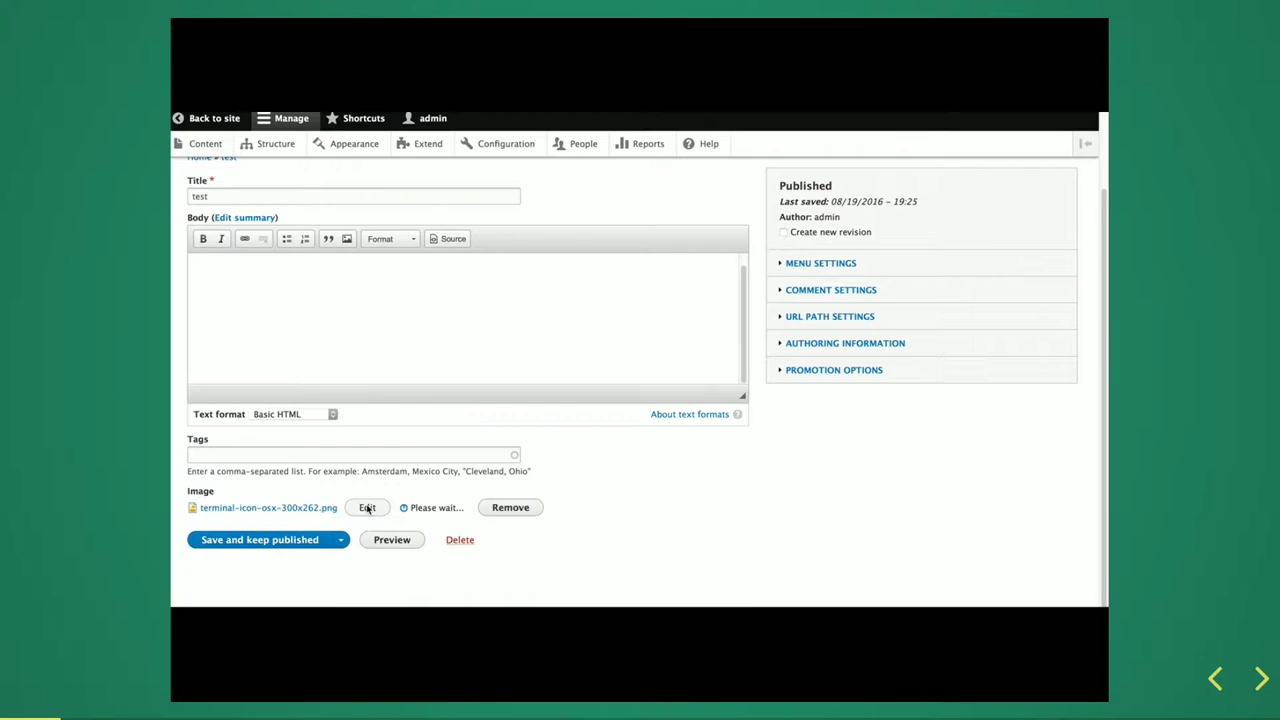 Back to site Manage Shortcuts admin
Content Structure Appearance Extend Configuration People Reports Help
Home » test
Title *
test
Body (Edit summary)
B I Format Source
Text format Basic HTML About text formats ?
Tags
Enter a comma-separated list. For example: Amsterdam, Mexico City, "Cleveland, Ohio"
Image
terminal-icon-osx-300x262.png Edit Please wait... Remove
Save and keep published Preview Delete
Published
Last saved: 08/19/2016 - 19:25
Author: admin
Create new revision
MENU SETTINGS
COMMENT SETTINGS
URL PATH SETTINGS
AUTHORING INFORMATION
PROMOTION OPTIONS